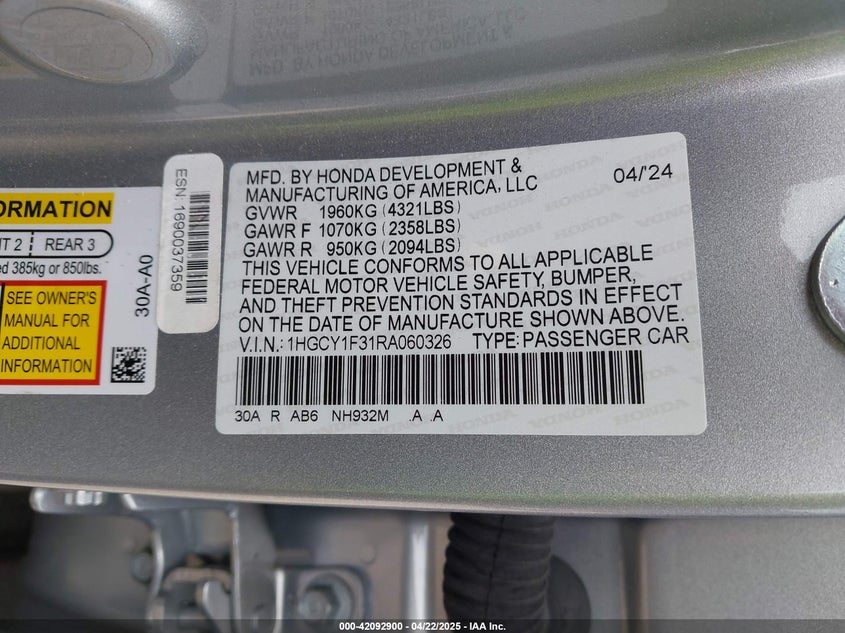 MFD. BY HONDA DEVELOPMENT &
MANUFACTURING OF AMERICA, LLC
04/24
GVWR 1960KG (4321LBS)
GAWR F 1070KG (2358LBS)
GAWR R 950KG (2094LBS)
THIS VEHICLE CONFORMS TO ALL APPLICABLE
FEDERAL MOTOR VEHICLE SAFETY, BUMPER,
AND THEFT PREVENTION STANDARDS IN EFFECT
ON THE DATE OF MANUFACTURE SHOWN ABOVE.
V.I.N.: 1HGCY1F31RA060326 TYPE: PASSENGER CAR
30A R AB6 NH932M .A .A
ESN: 1690037359
ORMATION
T 2 REAR 3
ed 385kg or 850lbs.
SEE OWNER'S
MANUAL FOR
ADDITIONAL
INFORMATION
30A-A0
000-42092900 - 04/22/2025 - IAA Inc.